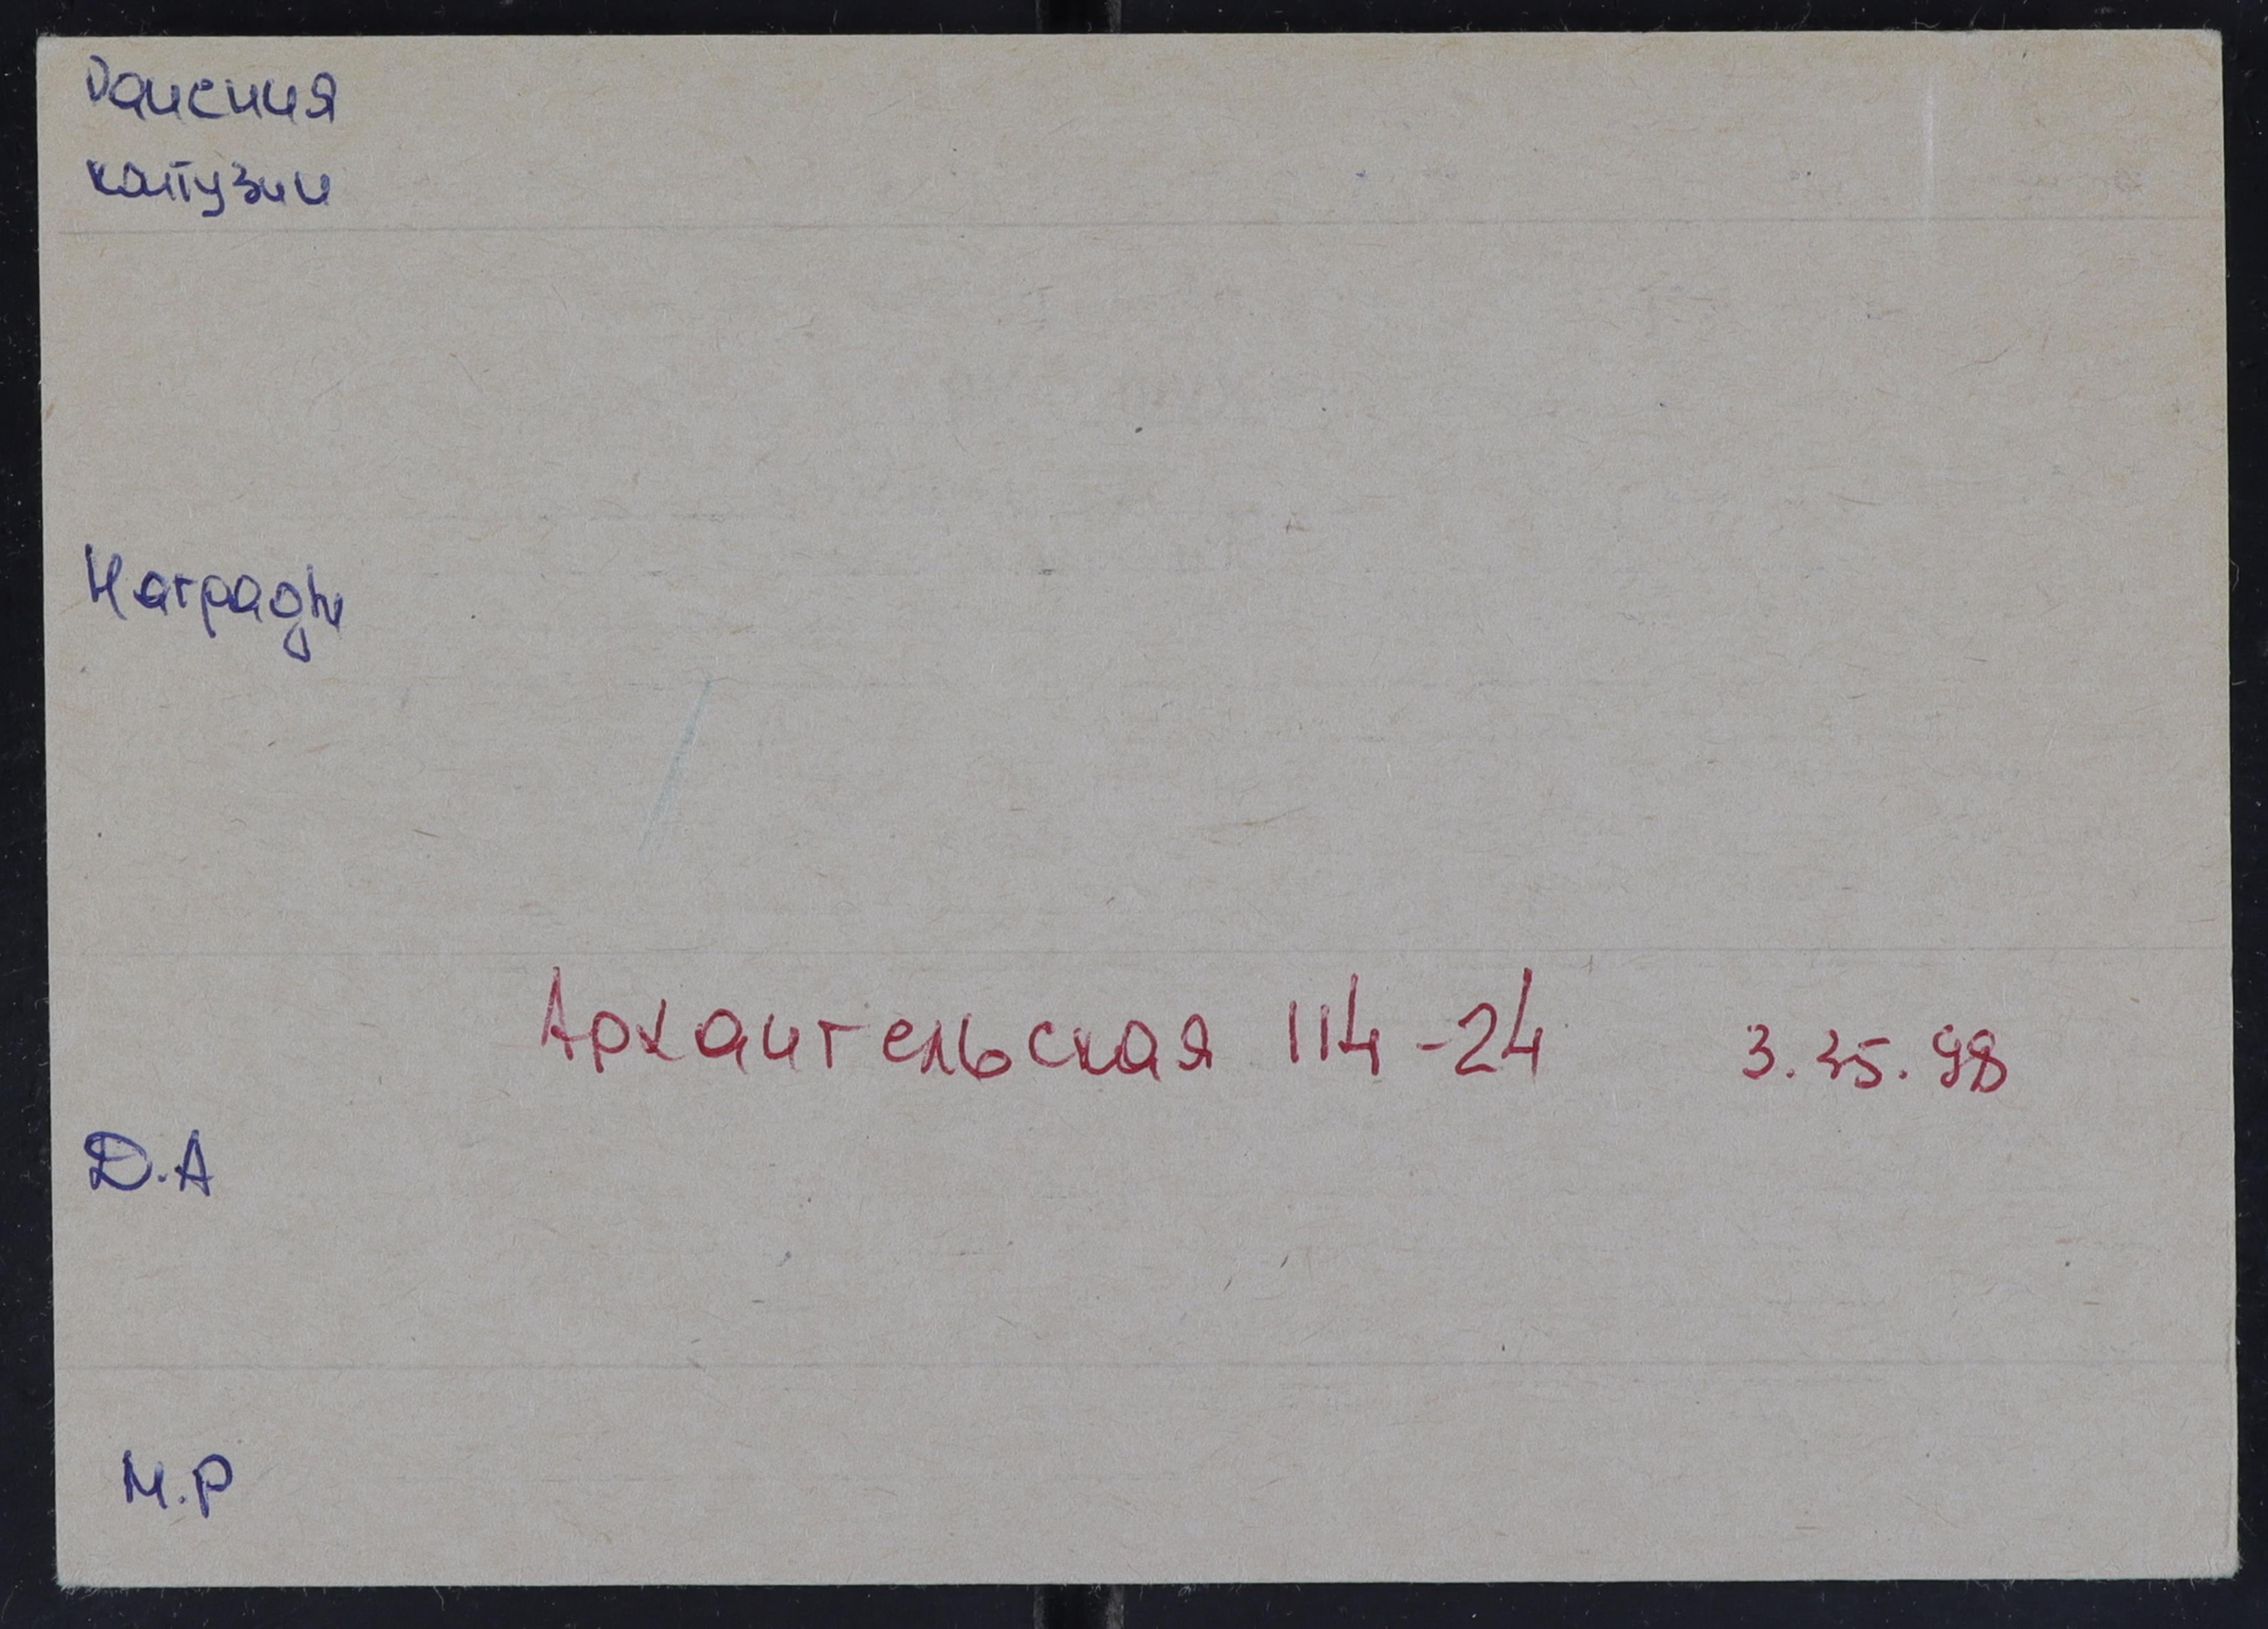 Ранения
контузии
Награды
Архангельская 114-24 3.35.98
Д.А
М.Р